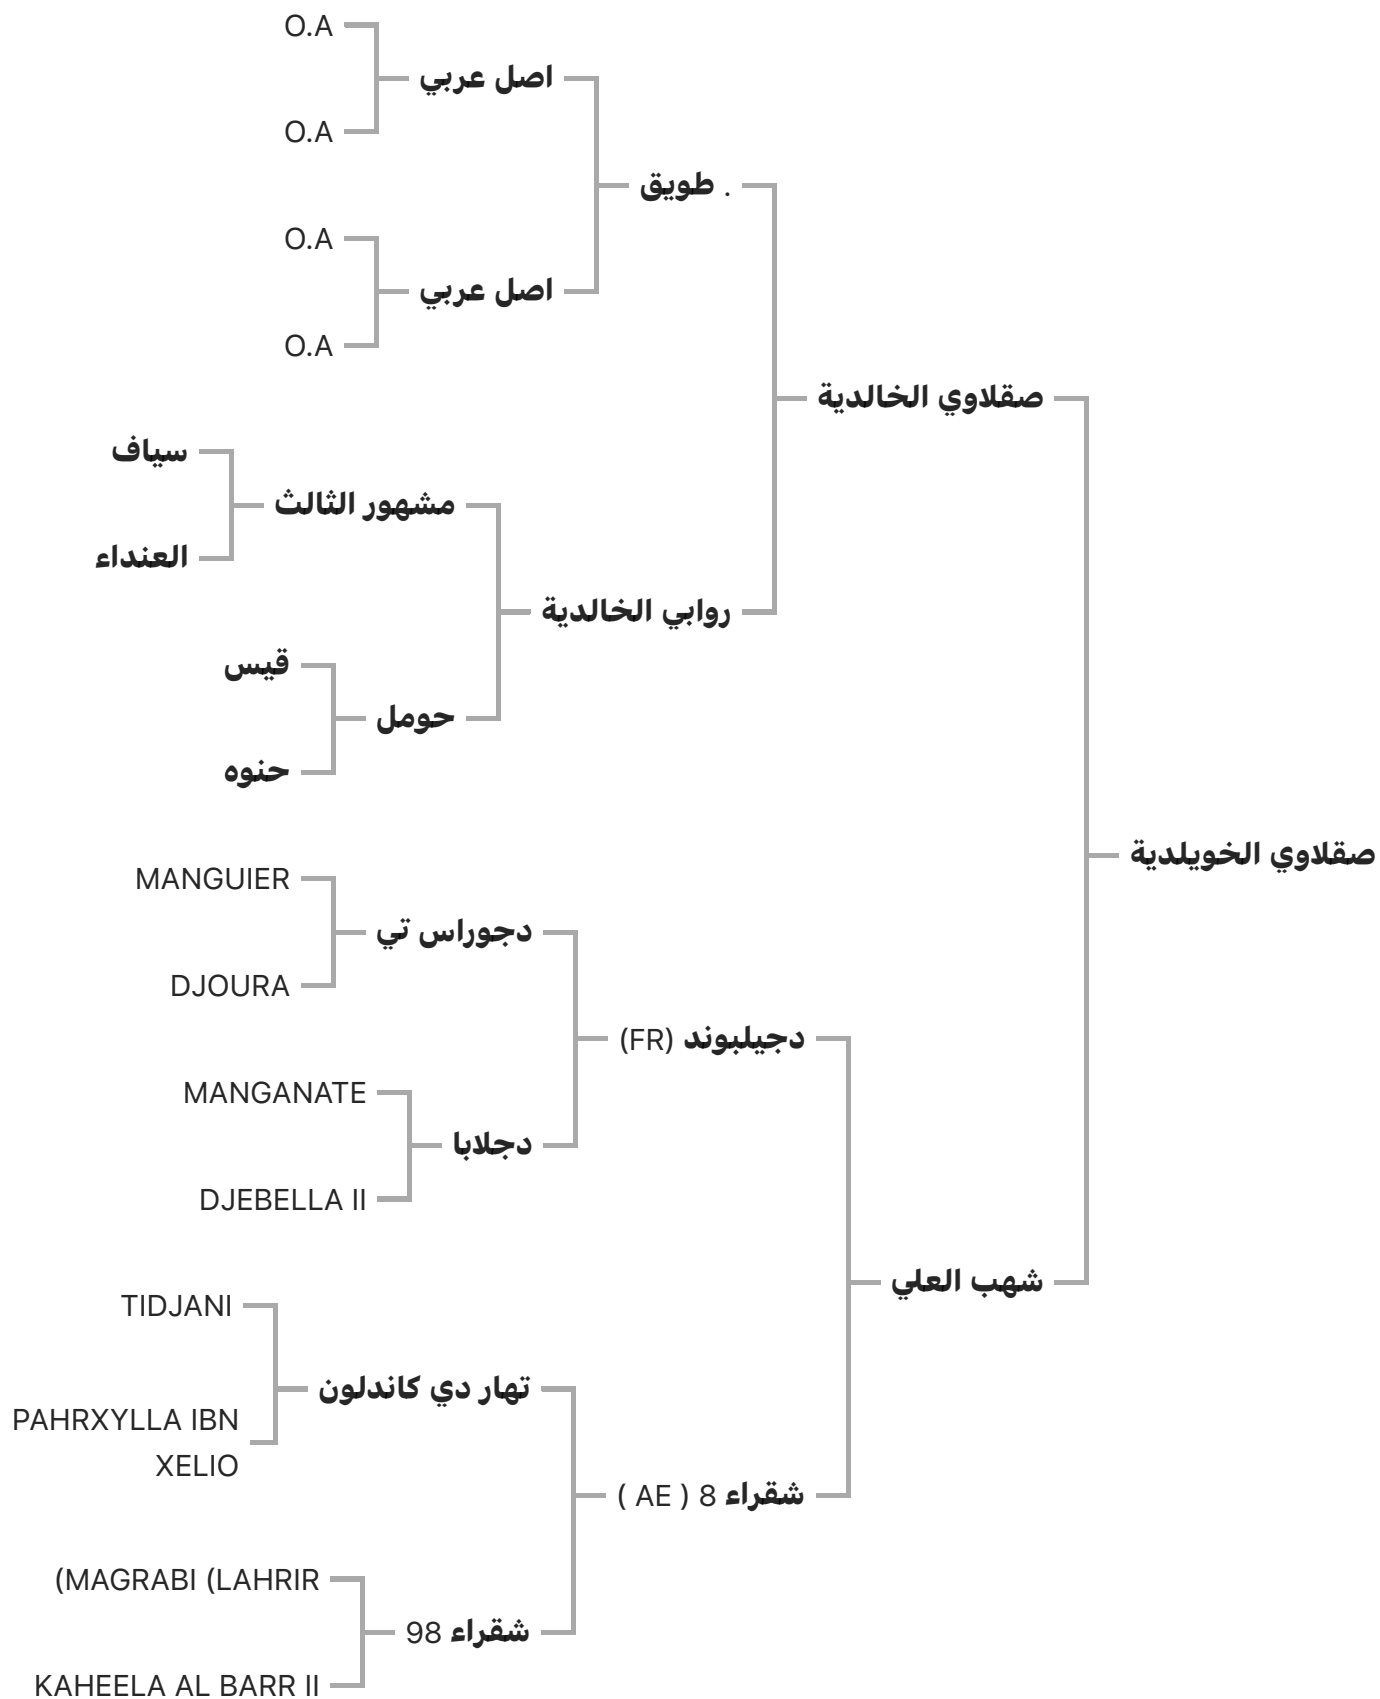 O.A
اصل عربي
O.A
طويق .
O.A
اصل عربي
O.A
صقلاوي الخالدية
سياف
مشهور الثالث
العنداء
روابي الخالدية
قيس
حومل
حنوه
صقلاوي الخويلدية
MANGUIER
دجوراس تي
DJOURA
دجيلبوند (FR)
MANGANATE
دجلابا
DJEBELLA II
شهب العلي
TIDJANI
تهار دي كاندلون
PAHRXYLLA IBN
XELIO
شقراء 8 ( AE )
(MAGRABI (LAHRIR
شقراء 98
KAHEELA AL BARR II